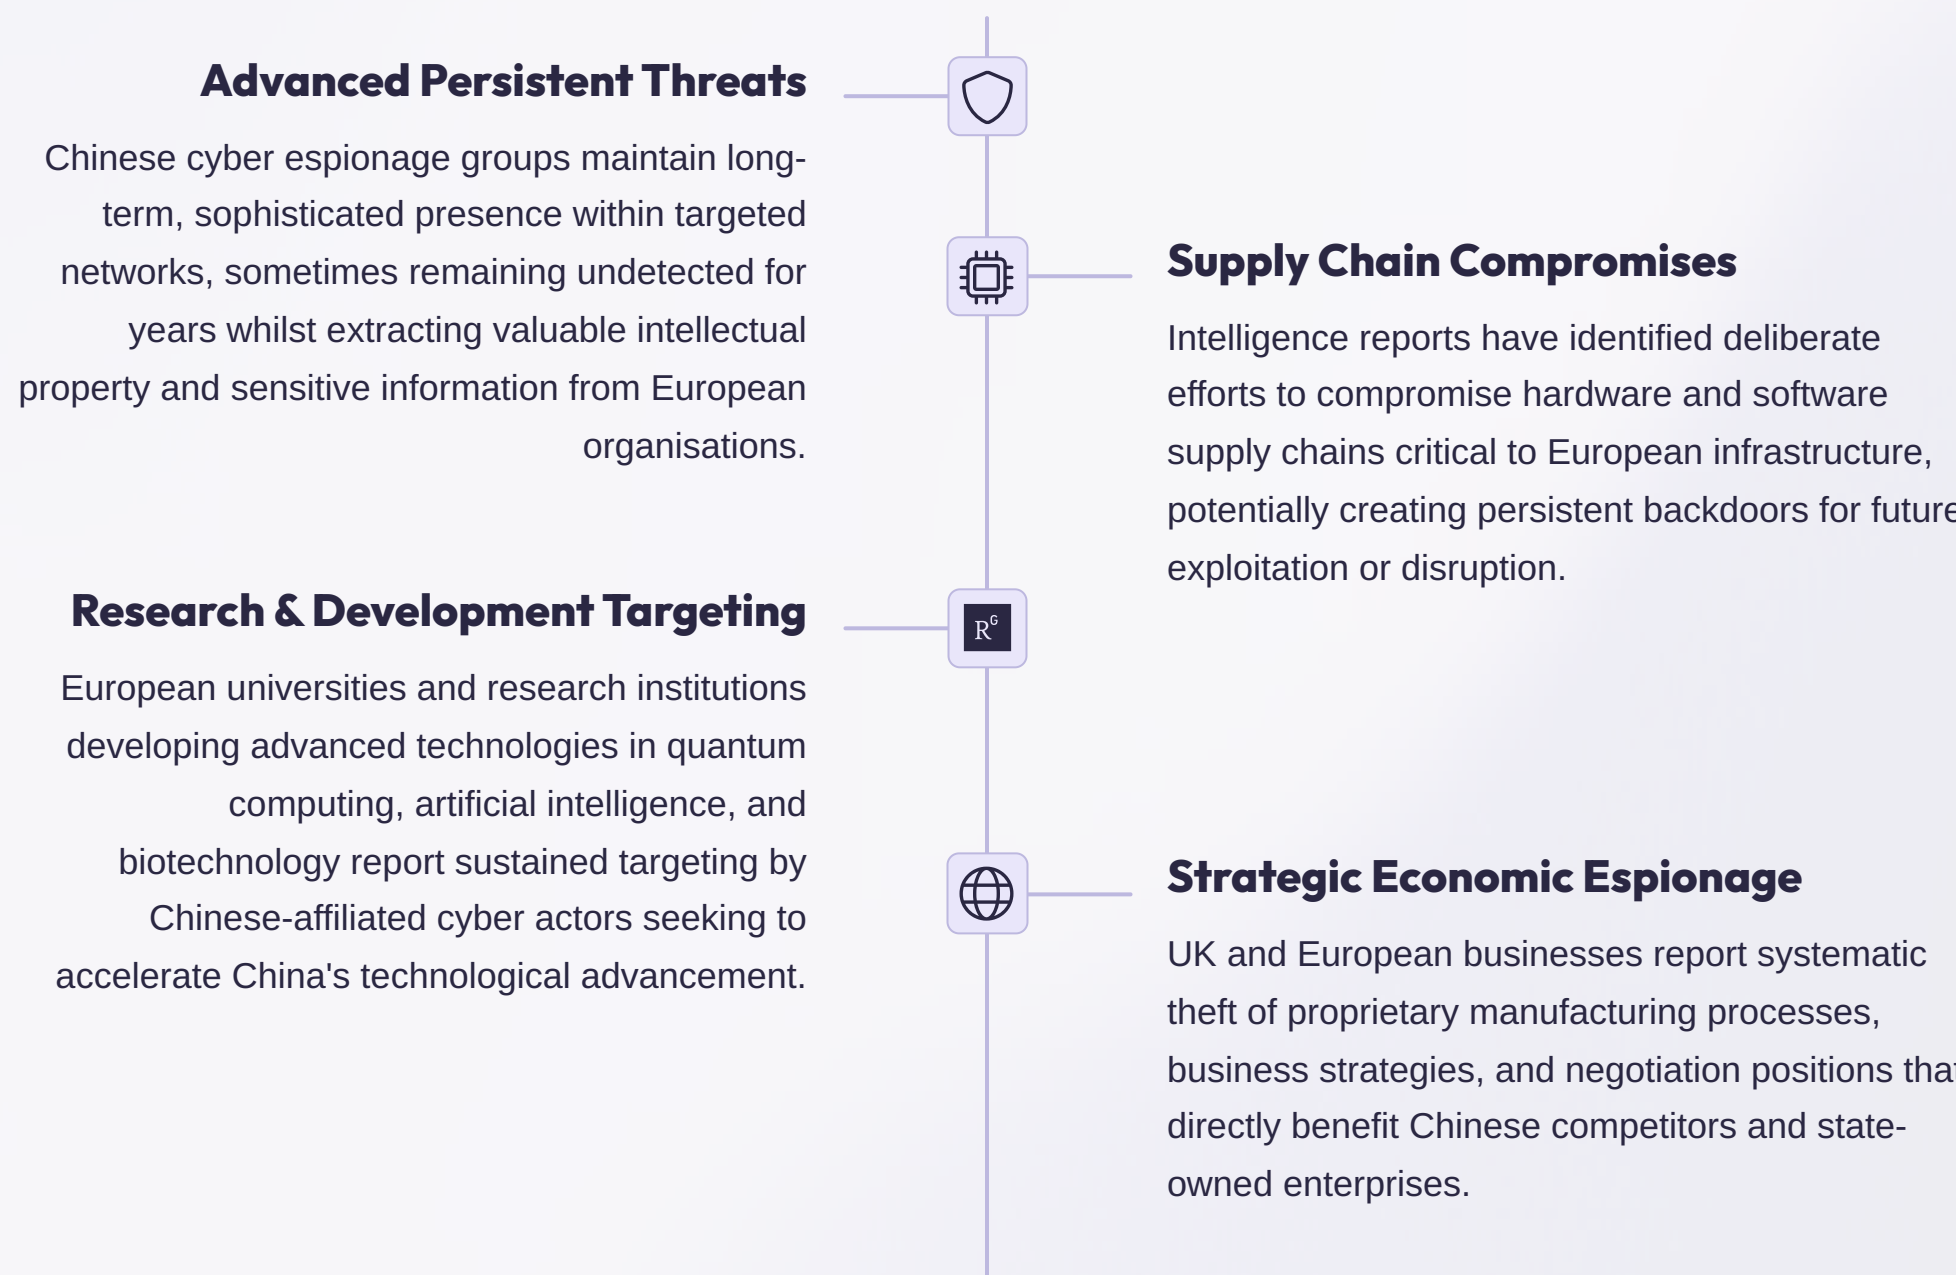 Advanced Persistent Threats
Chinese cyber espionage groups maintain long-
term, sophisticated presence within targeted
networks, sometimes remaining undetected for
years whilst extracting valuable intellectual
property and sensitive information from European
organisations.
Supply Chain Compromises
Intelligence reports have identified deliberate
efforts to compromise hardware and software
supply chains critical to European infrastructure,
potentially creating persistent backdoors for future
exploitation or disruption.
Research & Development Targeting
RG
European universities and research institutions
developing advanced technologies in quantum
computing, artificial intelligence, and
biotechnology report sustained targeting by
Chinese-affiliated cyber actors seeking to
accelerate China's technological advancement.
Strategic Economic Espionage
UK and European businesses report systematic
theft of proprietary manufacturing processes,
business strategies, and negotiation positions that
directly benefit Chinese competitors and state-
owned enterprises.